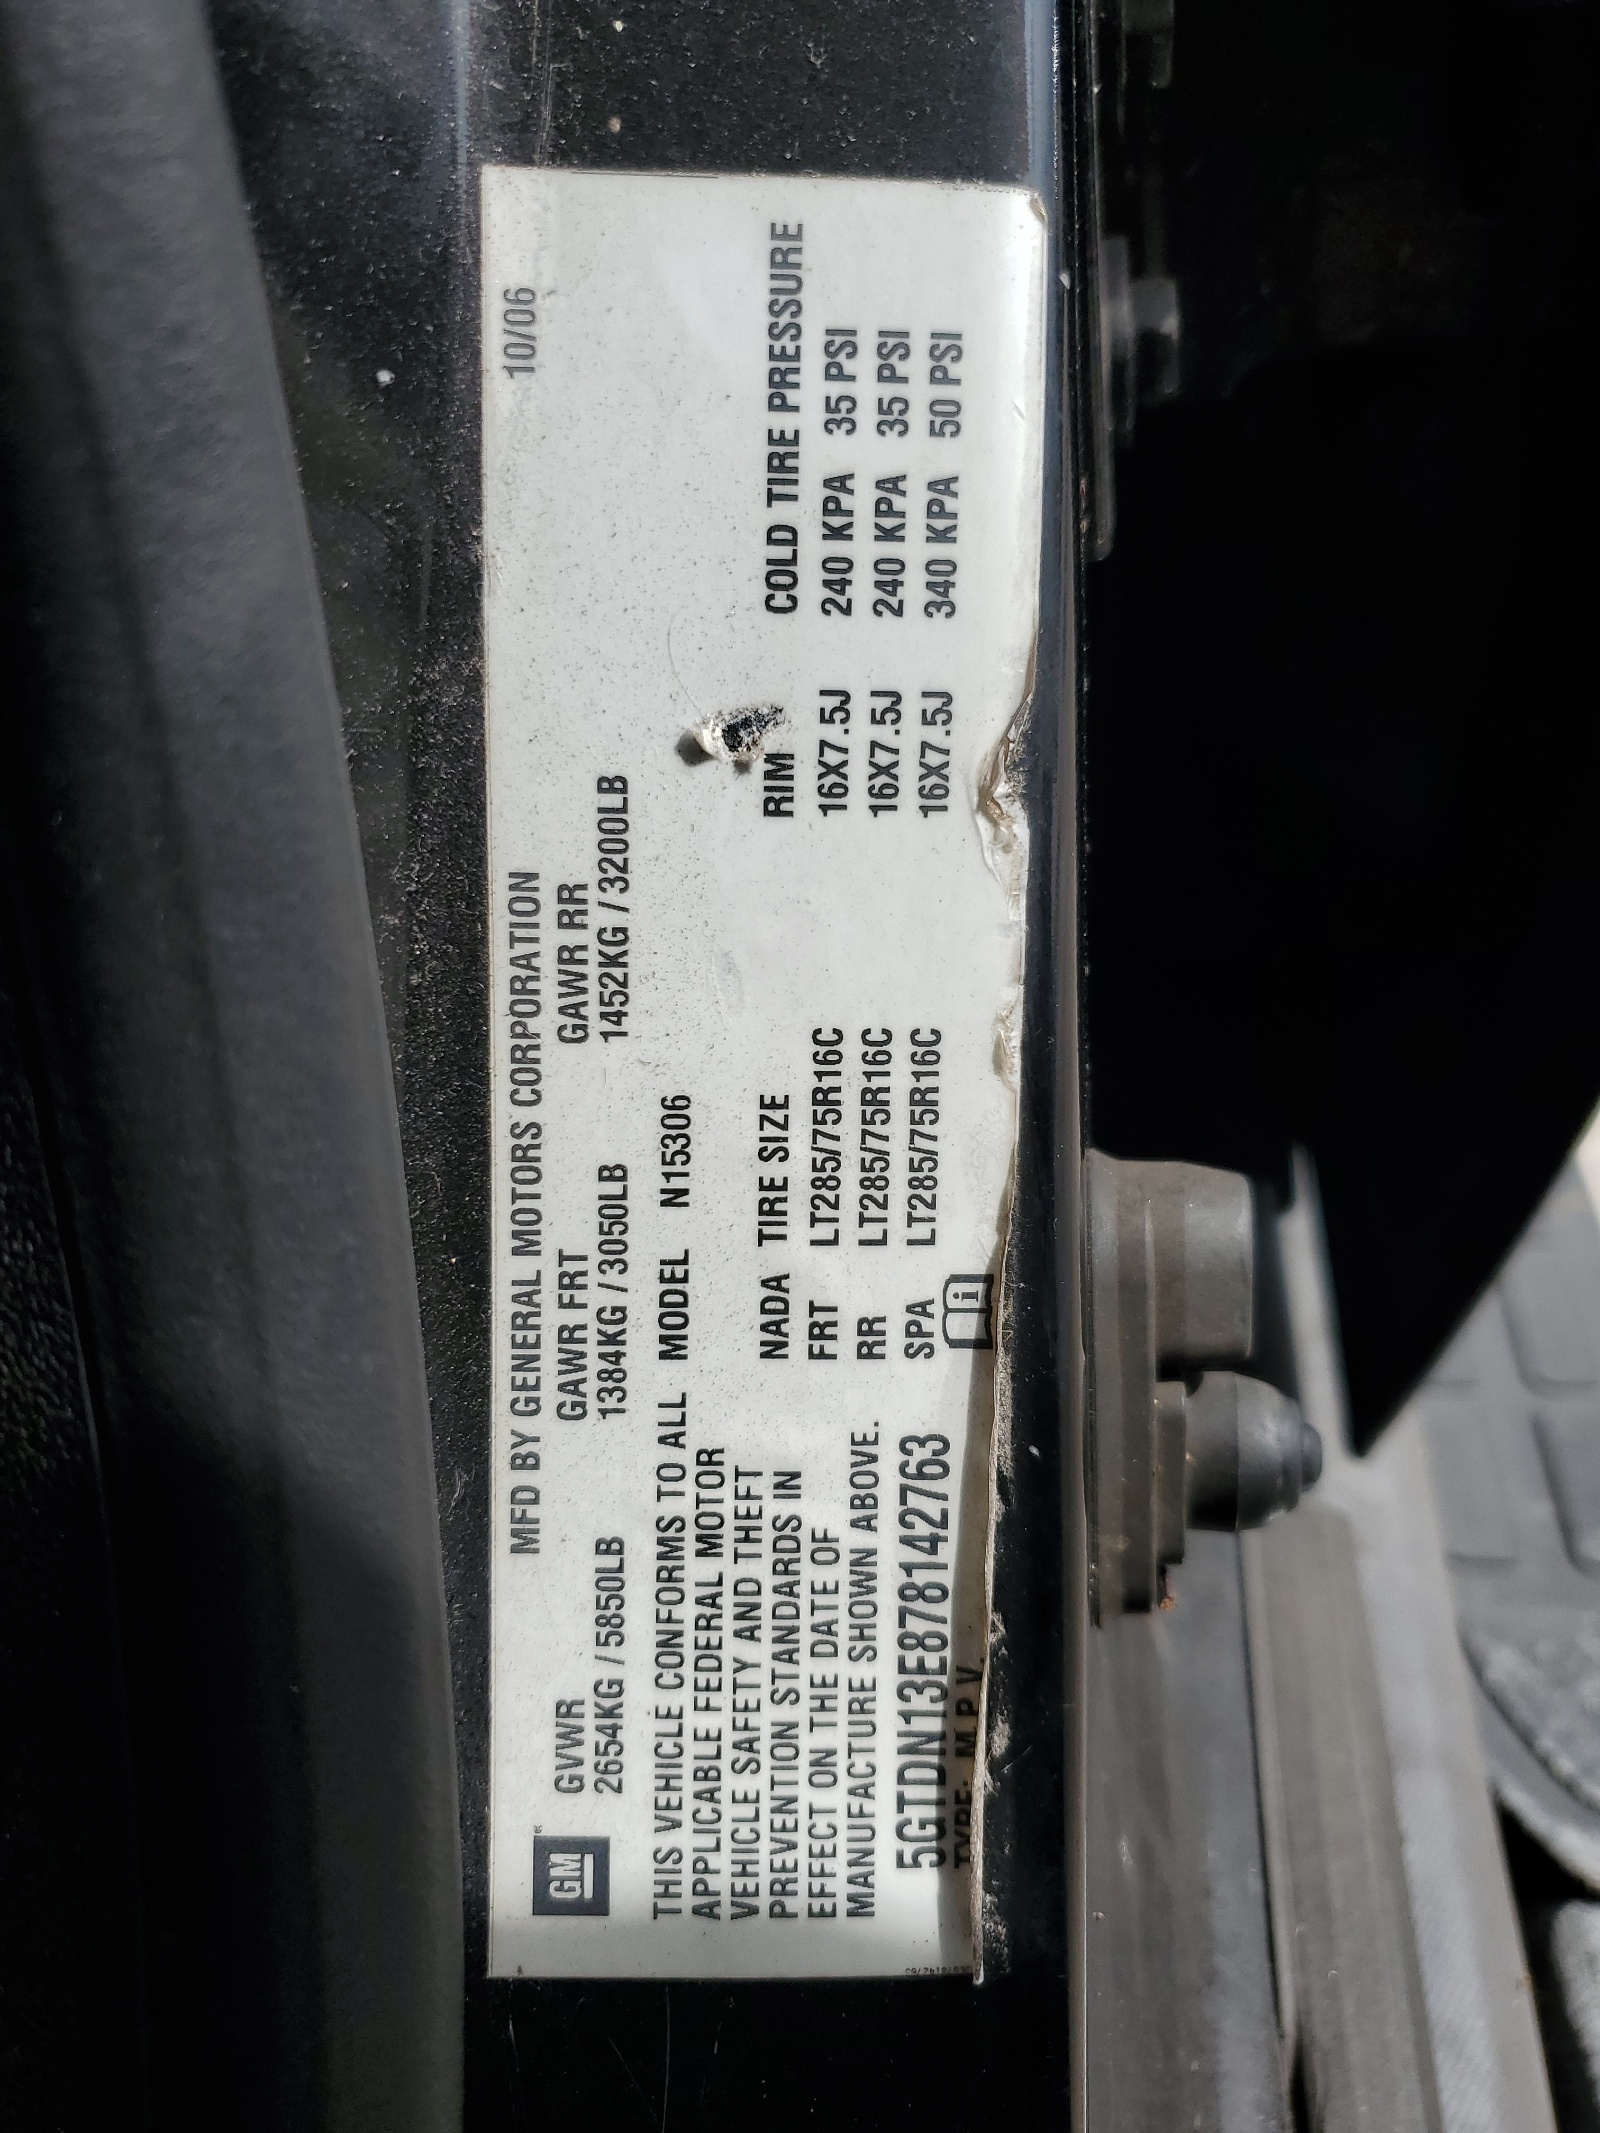 MFD BY GENERAL MOTORS CORPORATION 10/06
GM
GVWR GAWR FRT GAWR RR
2654KG / 5850LB 1384KG / 3050LB 1452KG / 3200LB
THIS VEHICLE CONFORMS TO ALL
APPLICABLE FEDERAL MOTOR
VEHICLE SAFETY AND THEFT
PREVENTION STANDARDS IN
EFFECT ON THE DATE OF
MANUFACTURE SHOWN ABOVE.
5GTDN13E878142763
TYPE: M.P.V.
MODEL N15306
NADA TIRE SIZE RIM COLD TIRE PRESSURE
FRT LT285/75R16C 16X7.5J 240 KPA 35 PSI
RR LT285/75R16C 16X7.5J 240 KPA 35 PSI
SPA LT285/75R16C 16X7.5J 340 KPA 50 PSI
i